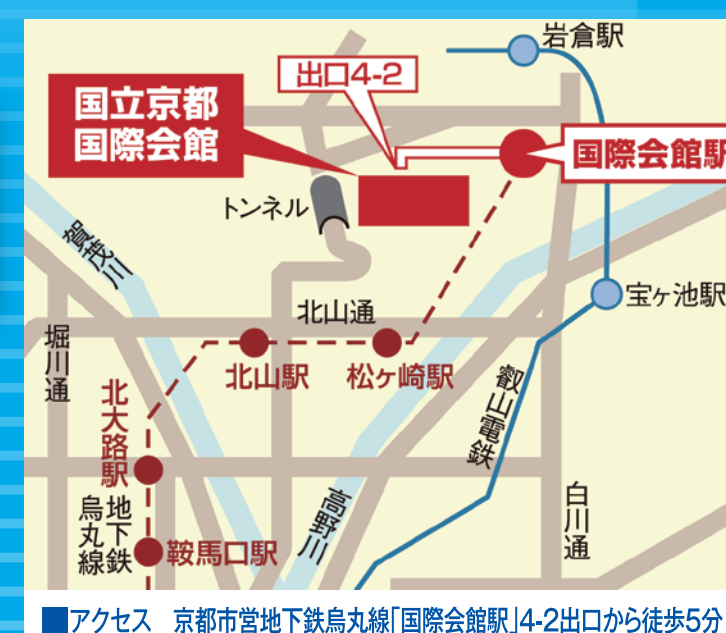 岩倉駅
出口4-2
国立京都
国際会館
国際会館駅
トンネル
賀茂川
宝ヶ池駅
北山通
堀川通
北山駅
松ヶ崎駅
北大路駅
叡山電鉄
地下鉄
烏丸線
高野川
白川通
鞍馬口駅
■アクセス 京都市営地下鉄烏丸線「国際会館駅」4-2出口から徒歩5分